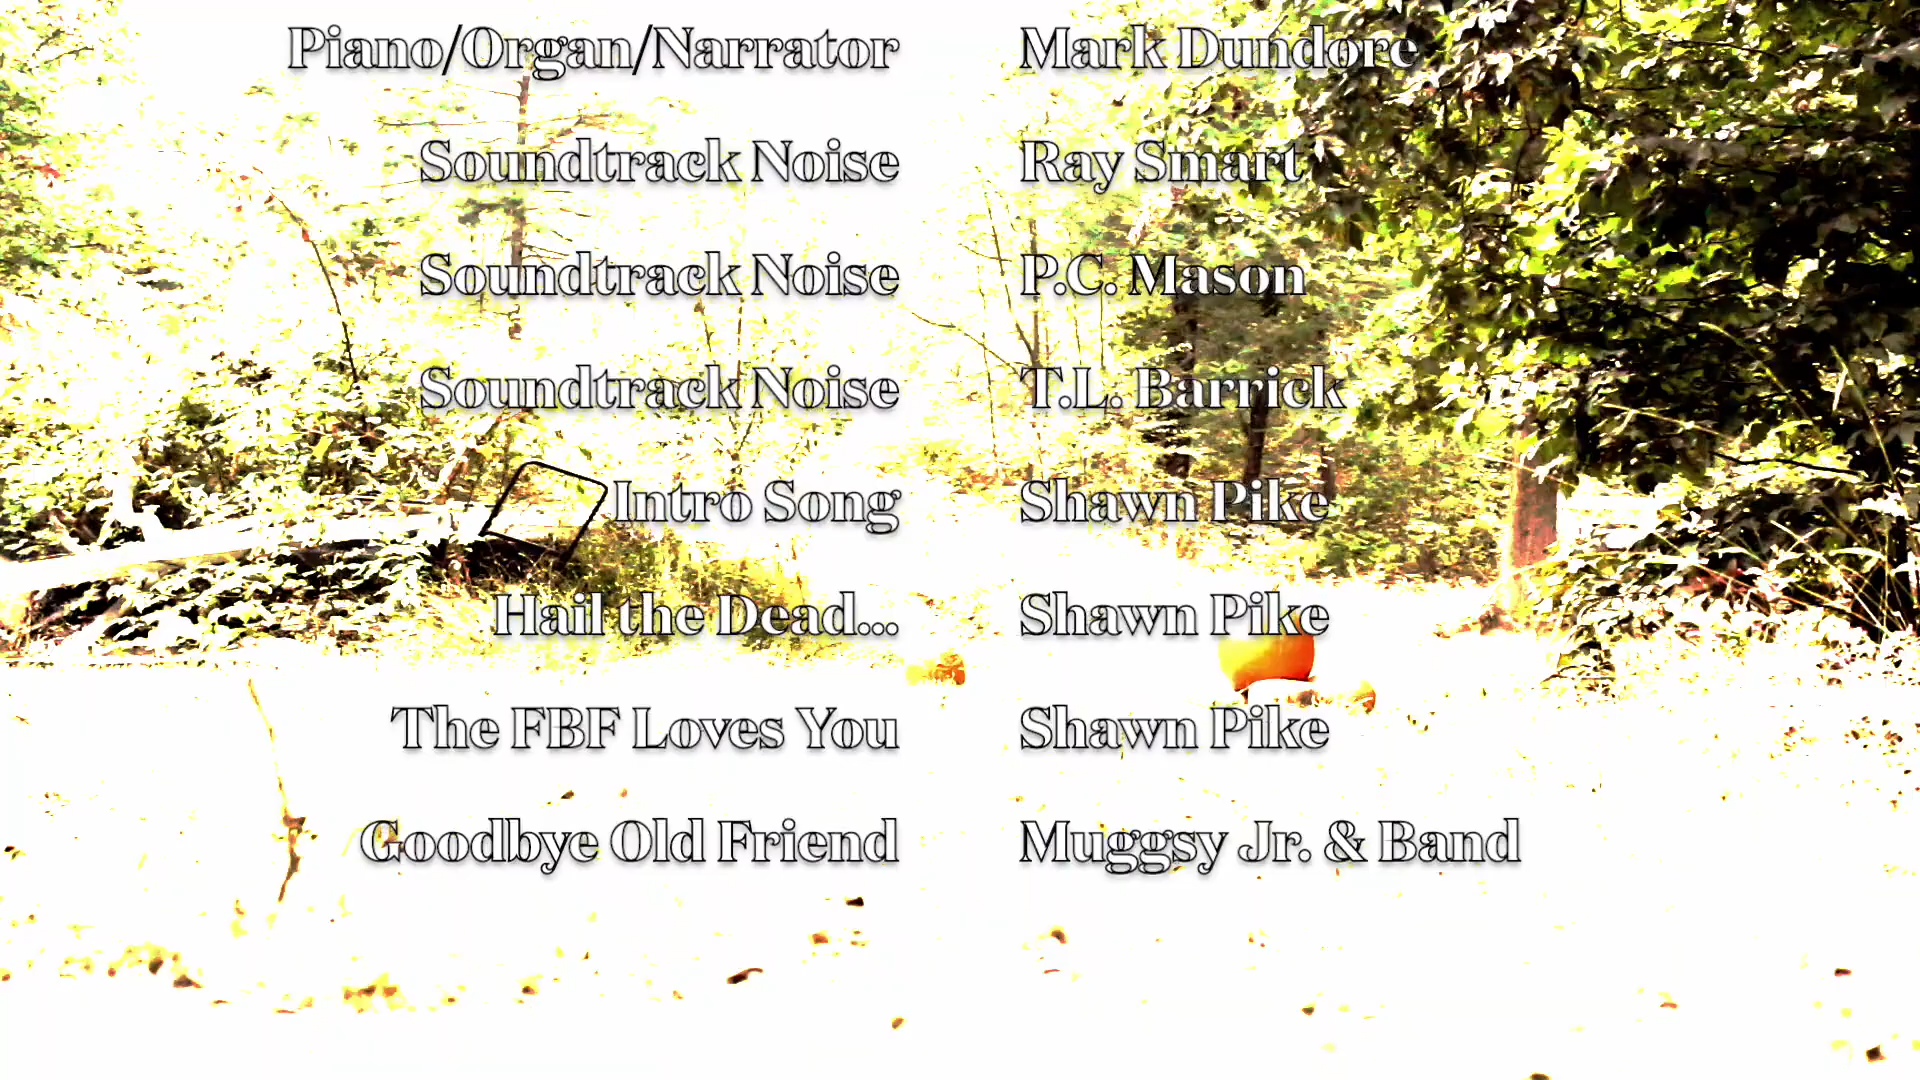 Piano/Organ/Narrator Mark Dundore
Soundtrack Noise Ray Smart
Soundtrack Noise P.C. Mason
Soundtrack Noise T.L. Barrick
Intro Song Shawn Pike
Hail the Dead... Shawn Pike
The FBF Loves You Shawn Pike
Goodbye Old Friend Muggsy Jr. & Band